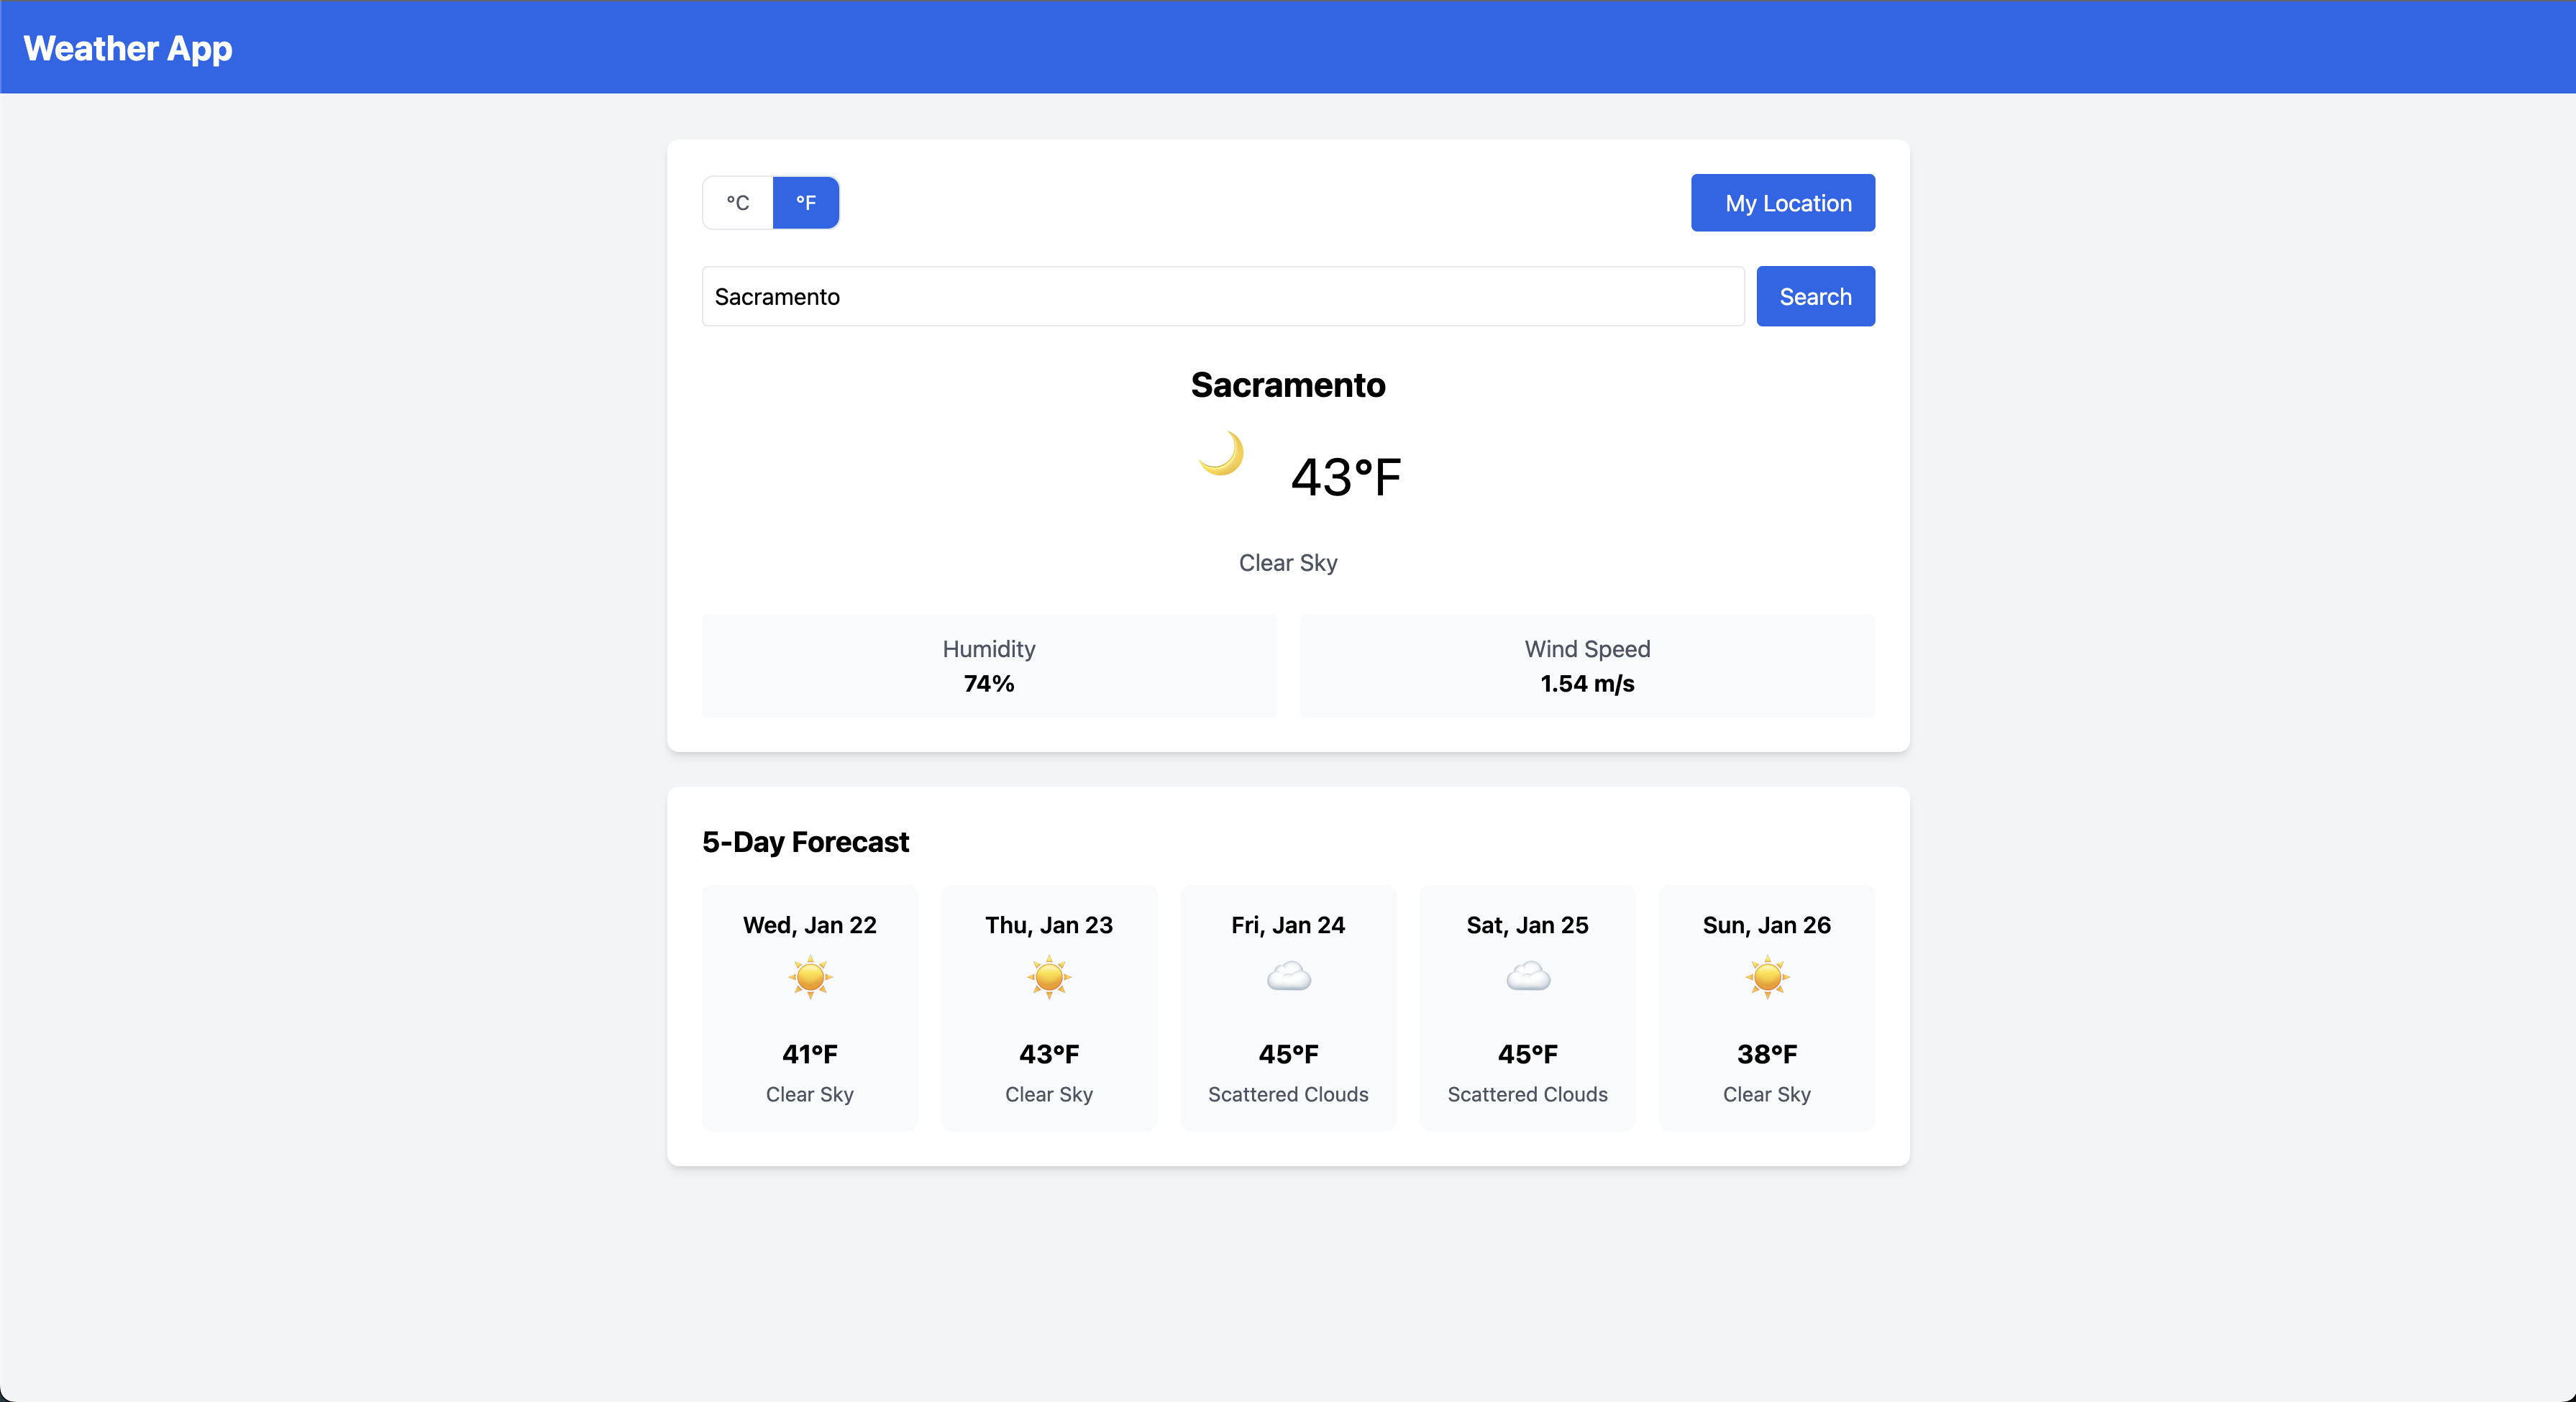 Weather App
°C °F My Location
Sacramento Search
Sacramento
43°F
Clear Sky
Humidity Wind Speed
74% 1.54 m/s
5-Day Forecast
Wed, Jan 22 Thu, Jan 23 Fri, Jan 24 Sat, Jan 25 Sun, Jan 26
41°F 43°F 45°F 45°F 38°F
Clear Sky Clear Sky Scattered Clouds Scattered Clouds Clear Sky